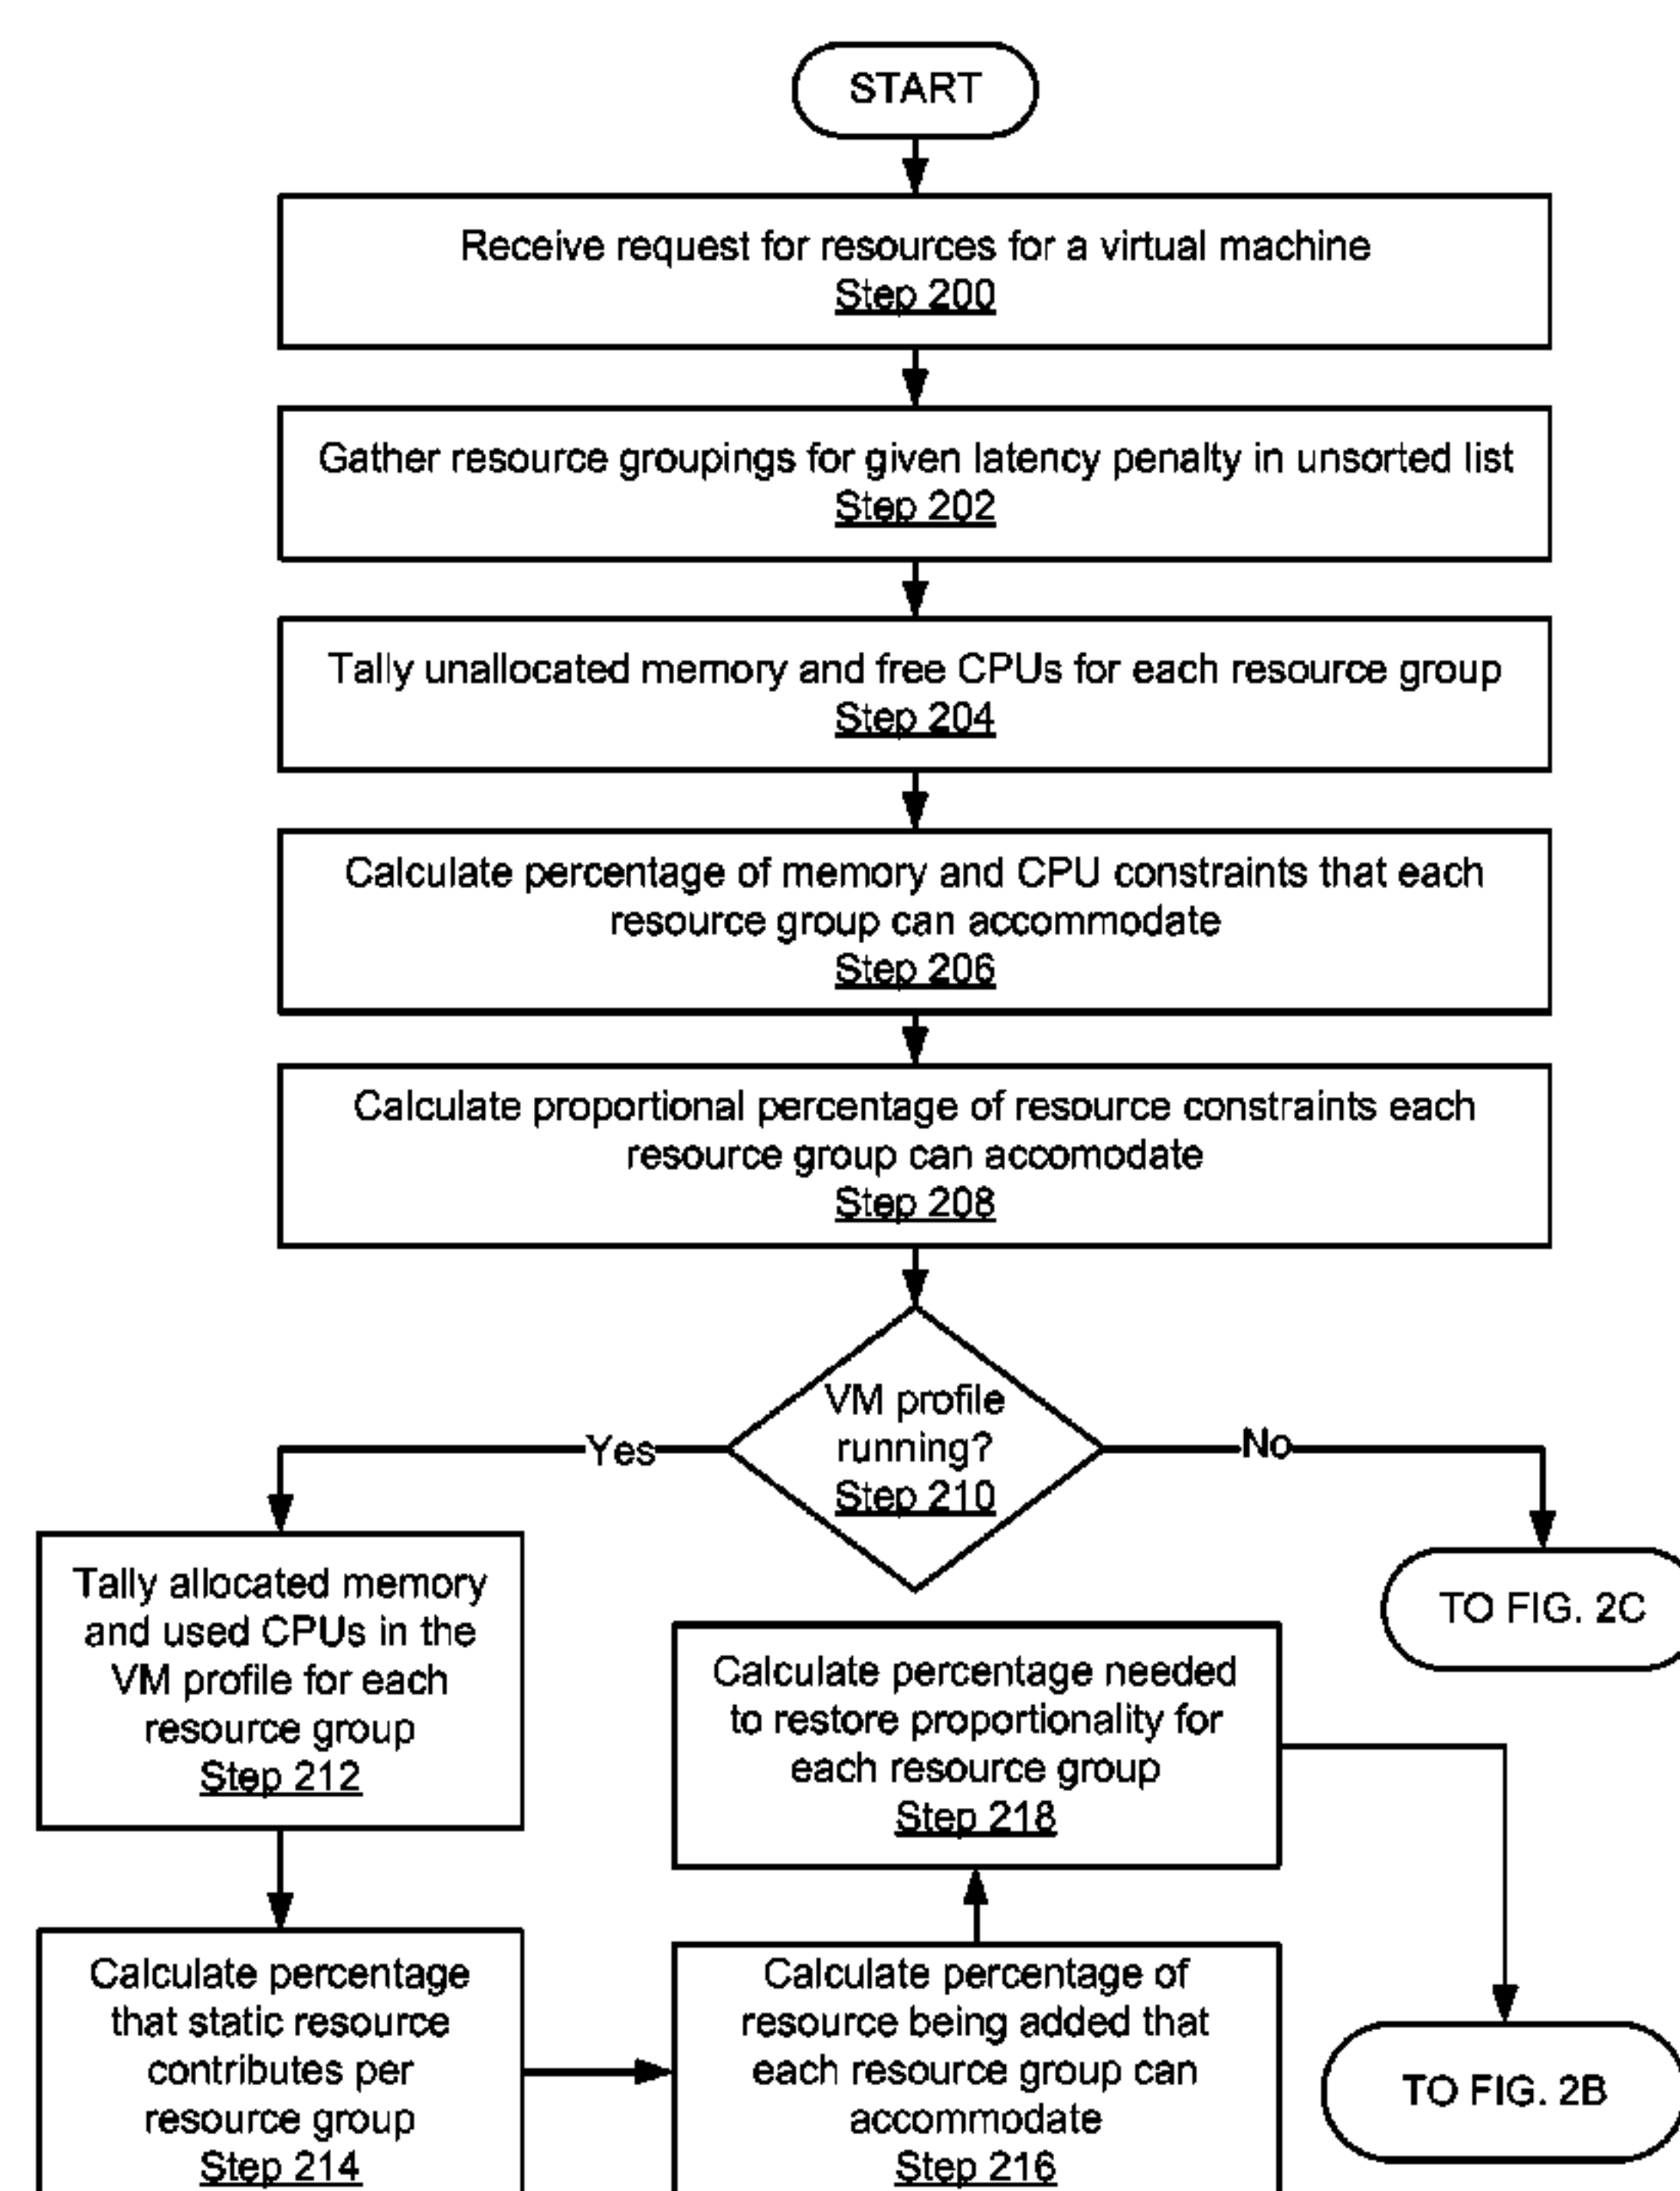 START
Receive request for resources for a virtual machine
Step 200
Gather resource groupings for given latency penalty in unsorted list
Step 202
Tally unallocated memory and free CPUs for each resource group
Step 204
Calculate percentage of memory and CPU constraints that each
resource group can accommodate
Step 206
Calculate proportional percentage of resource constraints each
resource group can accomodate
Step 208
VM profile
running?
Step 210
Yes
No
TO FIG. 2C
Tally allocated memory
and used CPUs in the
VM profile for each
resource group
Step 212
Calculate percentage
that static resource
contributes per
resource group
Step 214
Calculate percentage of
resource being added that
each resource group can
accommodate
Step 216
Calculate percentage needed
to restore proportionality for
each resource group
Step 218
TO FIG. 2B